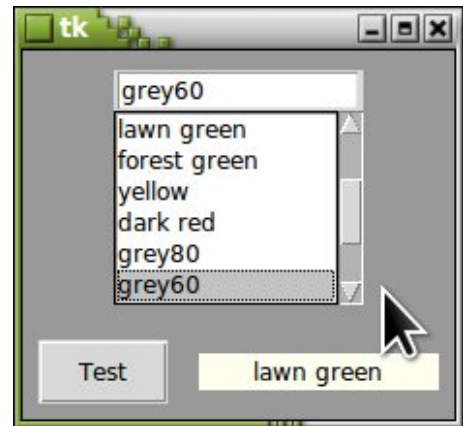 tk
grey60
lawn green
forest green
yellow
dark red
grey80
grey60
Test
lawn green